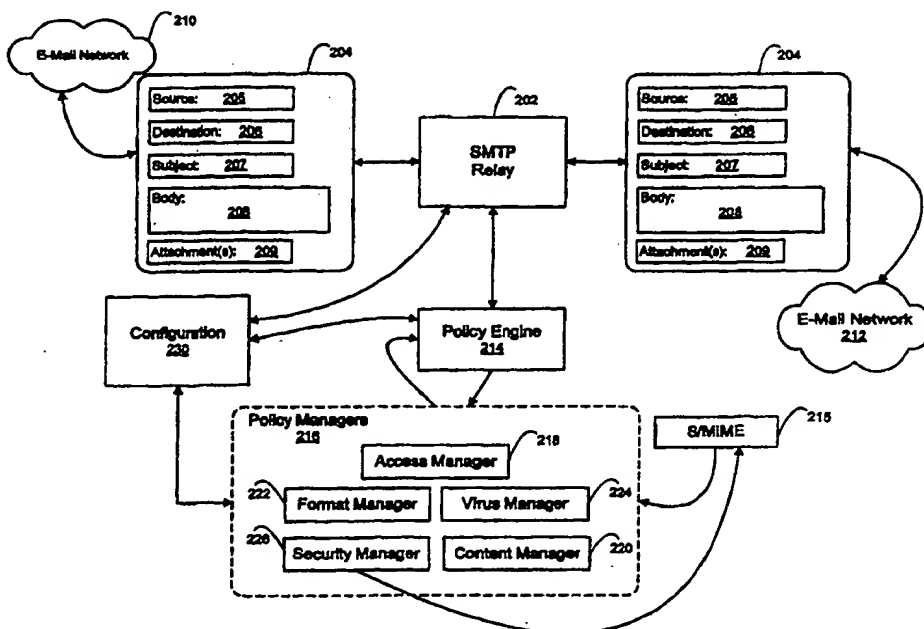 210
E-Mail Network
204
Source: 205
Destination: 206
Subject: 207
Body:
208
Attachment(s): 209
202
SMTP
Relay
204
Source: 205
Destination: 206
Subject: 207
Body:
208
Attachment(s): 209
Configuration
230
Policy Engine
214
E-Mail Network
212
Policy Managers
216
218
Access Manager
S/MIME
215
222
Format Manager
Virus Manager
224
226
Security Manager
Content Manager
220